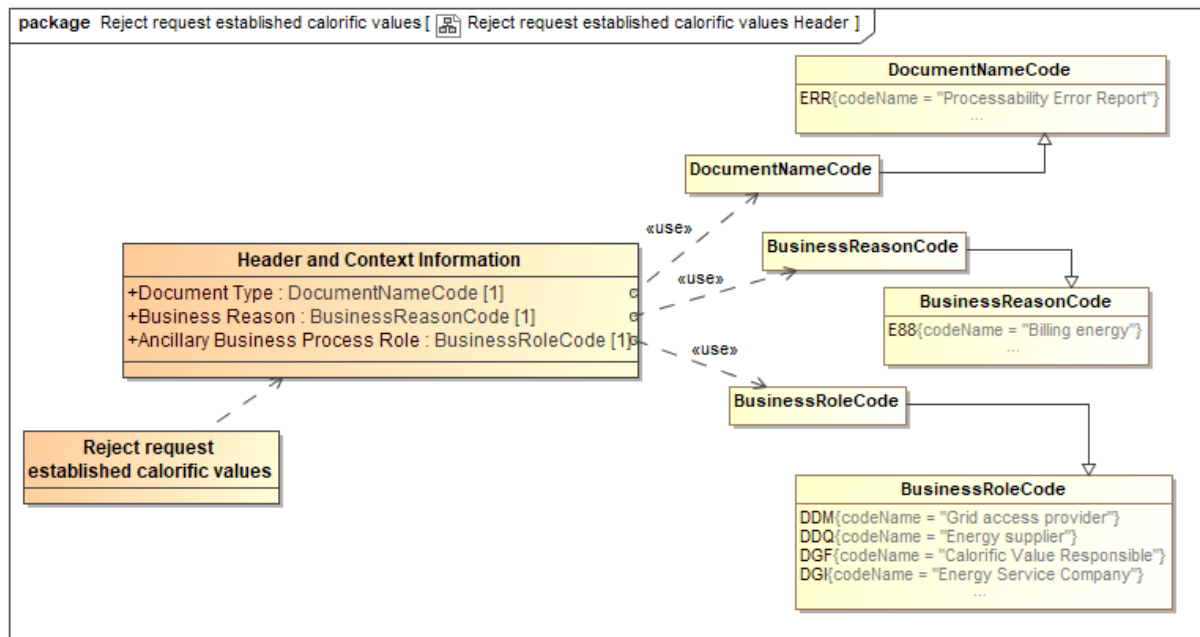 package Reject request established calorific values [ Reject request established calorific values Header ]
DocumentNameCode
ERR{codeName = "Processability Error Report"}
...
DocumentNameCode
«use»
BusinessReasonCode
«use»
Header and Context Information
+Document Type : DocumentNameCode [1]
+Business Reason : BusinessReasonCode [1]
+Ancillary Business Process Role : BusinessRoleCode [1]
BusinessReasonCode
E88{codeName = "Billing energy"}
...
«use»
BusinessRoleCode
Reject request
established calorific values
BusinessRoleCode
DDM{codeName = "Grid access provider"}
DDQ{codeName = "Energy supplier"}
DGF{codeName = "Calorific Value Responsible"}
DGI{codeName = "Energy Service Company"}
...